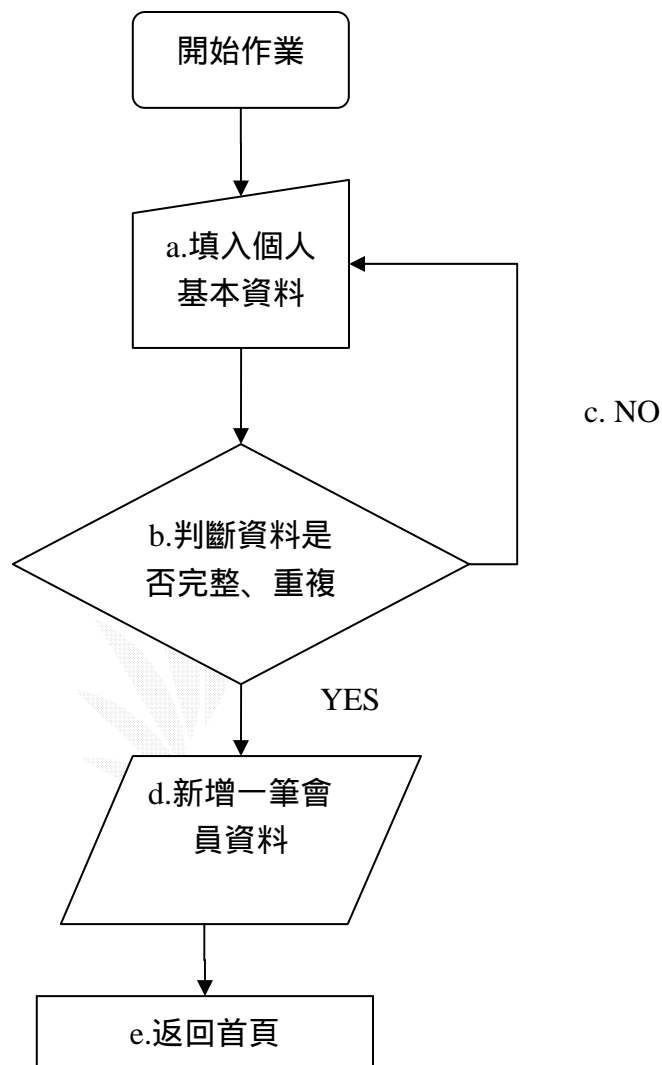 開始作業
a.填入個人
基本資料
c. NO
b.判斷資料是
否完整、重複
YES
d.新增一筆會
員資料
e.返回首頁